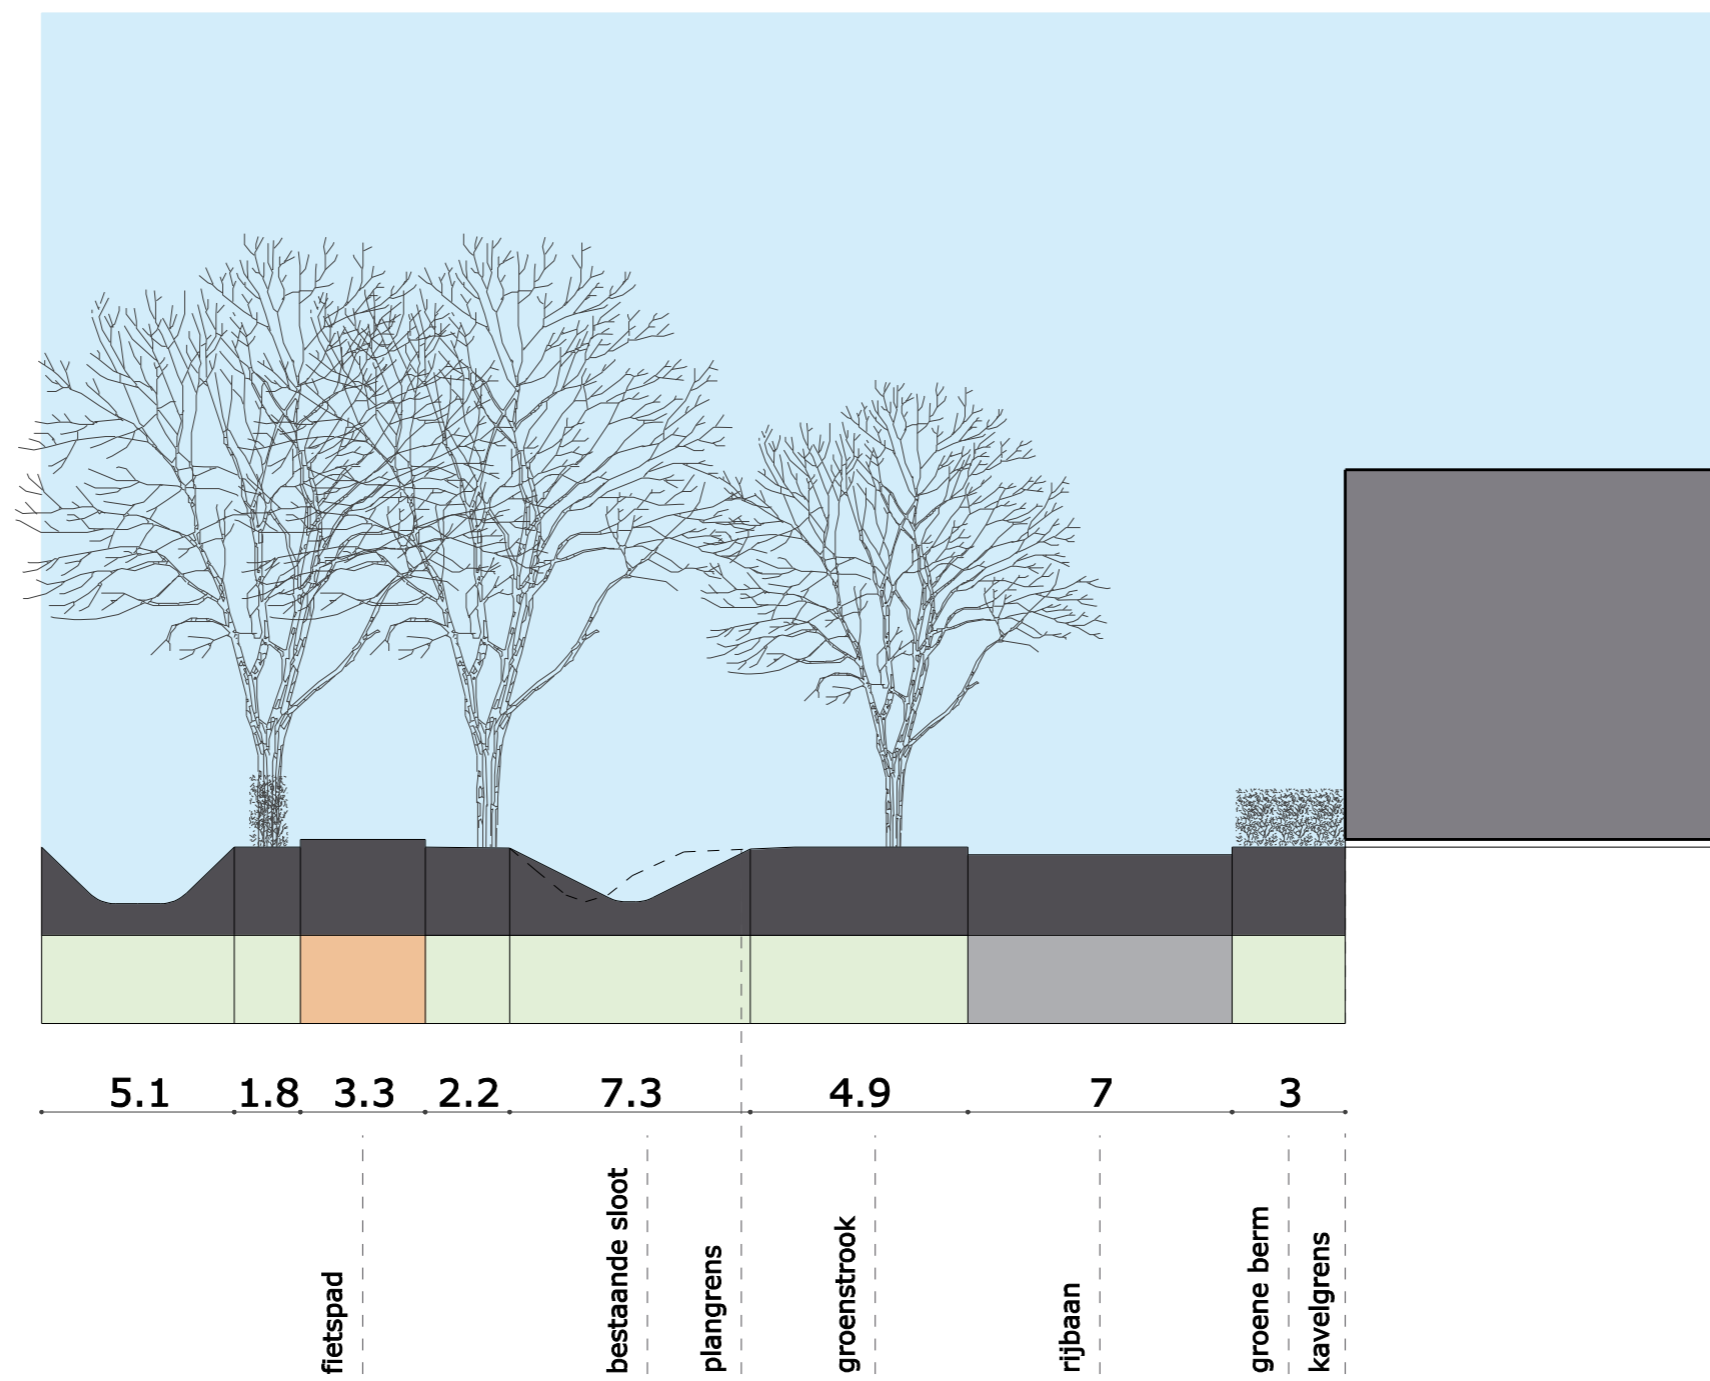 5.1 1.8 3.3 2.2 7.3 4.9 7 3
fietspad
bestaande sloot
plangrens
groenstrook
rijbaan
groene berm
kavelgrens